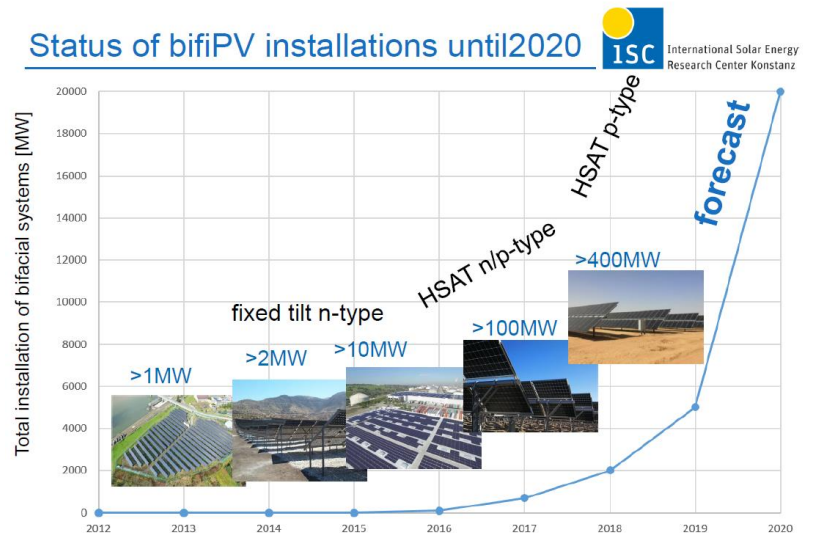 Status of bifiPV installations until2020
ISC
International Solar Energy
Research Center Konstanz
Total installation of bifacial systems [MW]
20000
18000
16000
14000
12000
10000
8000
6000
4000
2000
0
2012
2013
2014
2015
2016
2017
2018
2019
2020
>1MW
>2MW
>10MW
>100MW
>400MW
fixed tilt n-type
HSAT n/p-type
HSAT p-type
forecast